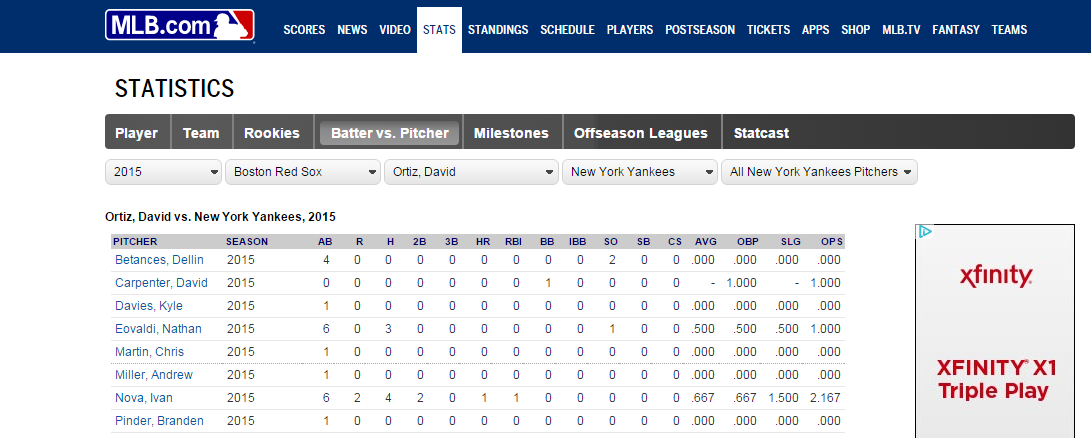 MLB.com SCORES NEWS VIDEO STATS STANDINGS SCHEDULE PLAYERS POSTSEASON TICKETS APPS SHOP MLB.TV FANTASY TEAMS
STATISTICS
Player Team Rookies Batter vs. Pitcher Milestones Offseason Leagues Statcast
2015 Boston Red Sox Ortiz, David New York Yankees All New York Yankees Pitchers
Ortiz, David vs. New York Yankees, 2015
PITCHER SEASON AB R H 2B 3B HR RBI BB IBB SO SB CS AVG OBP SLG OPS
Betances, Dellin 2015 4 0 0 0 0 0 0 0 0 2 0 0 .000 .000 .000 .000
Carpenter, David 2015 0 0 0 0 0 0 0 1 0 0 0 0 - 1.000 - 1.000
Davies, Kyle 2015 1 0 0 0 0 0 0 0 0 0 0 0 .000 .000 .000 .000
Eovaldi, Nathan 2015 6 0 3 0 0 0 0 0 0 1 0 0 .500 .500 .500 1.000
Martin, Chris 2015 1 0 0 0 0 0 0 0 0 0 0 0 .000 .000 .000 .000
Miller, Andrew 2015 1 0 0 0 0 0 0 0 0 0 0 0 .000 .000 .000 .000
Nova, Ivan 2015 6 2 4 2 0 1 1 0 0 0 0 0 .667 .667 1.500 2.167
Pinder, Branden 2015 1 0 0 0 0 0 0 0 0 0 0 0 .000 .000 .000 .000
xfinity
XFINITY® X1
Triple Play